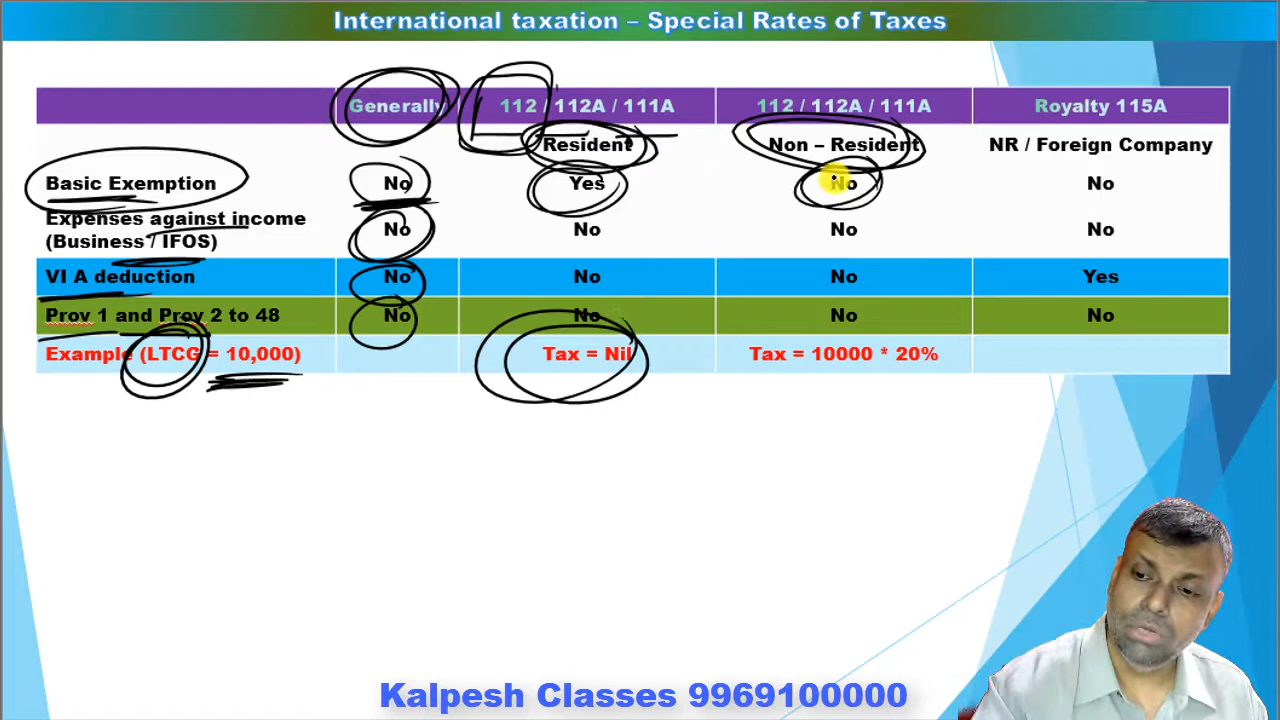 International taxation – Special Rates of Taxes
Generally 112 / 112A / 111A 112 / 112A / 111A Royalty 115A
Resident Non – Resident NR / Foreign Company
Basic Exemption No Yes No No
Expenses against income
(Business / IFOS) No No No No
VI A deduction No No No Yes
Prov 1 and Prov 2 to 48 No No No No
Example (LTCG = 10,000) Tax = Nil Tax = 10000 * 20%
Kalpesh Classes 9969100000